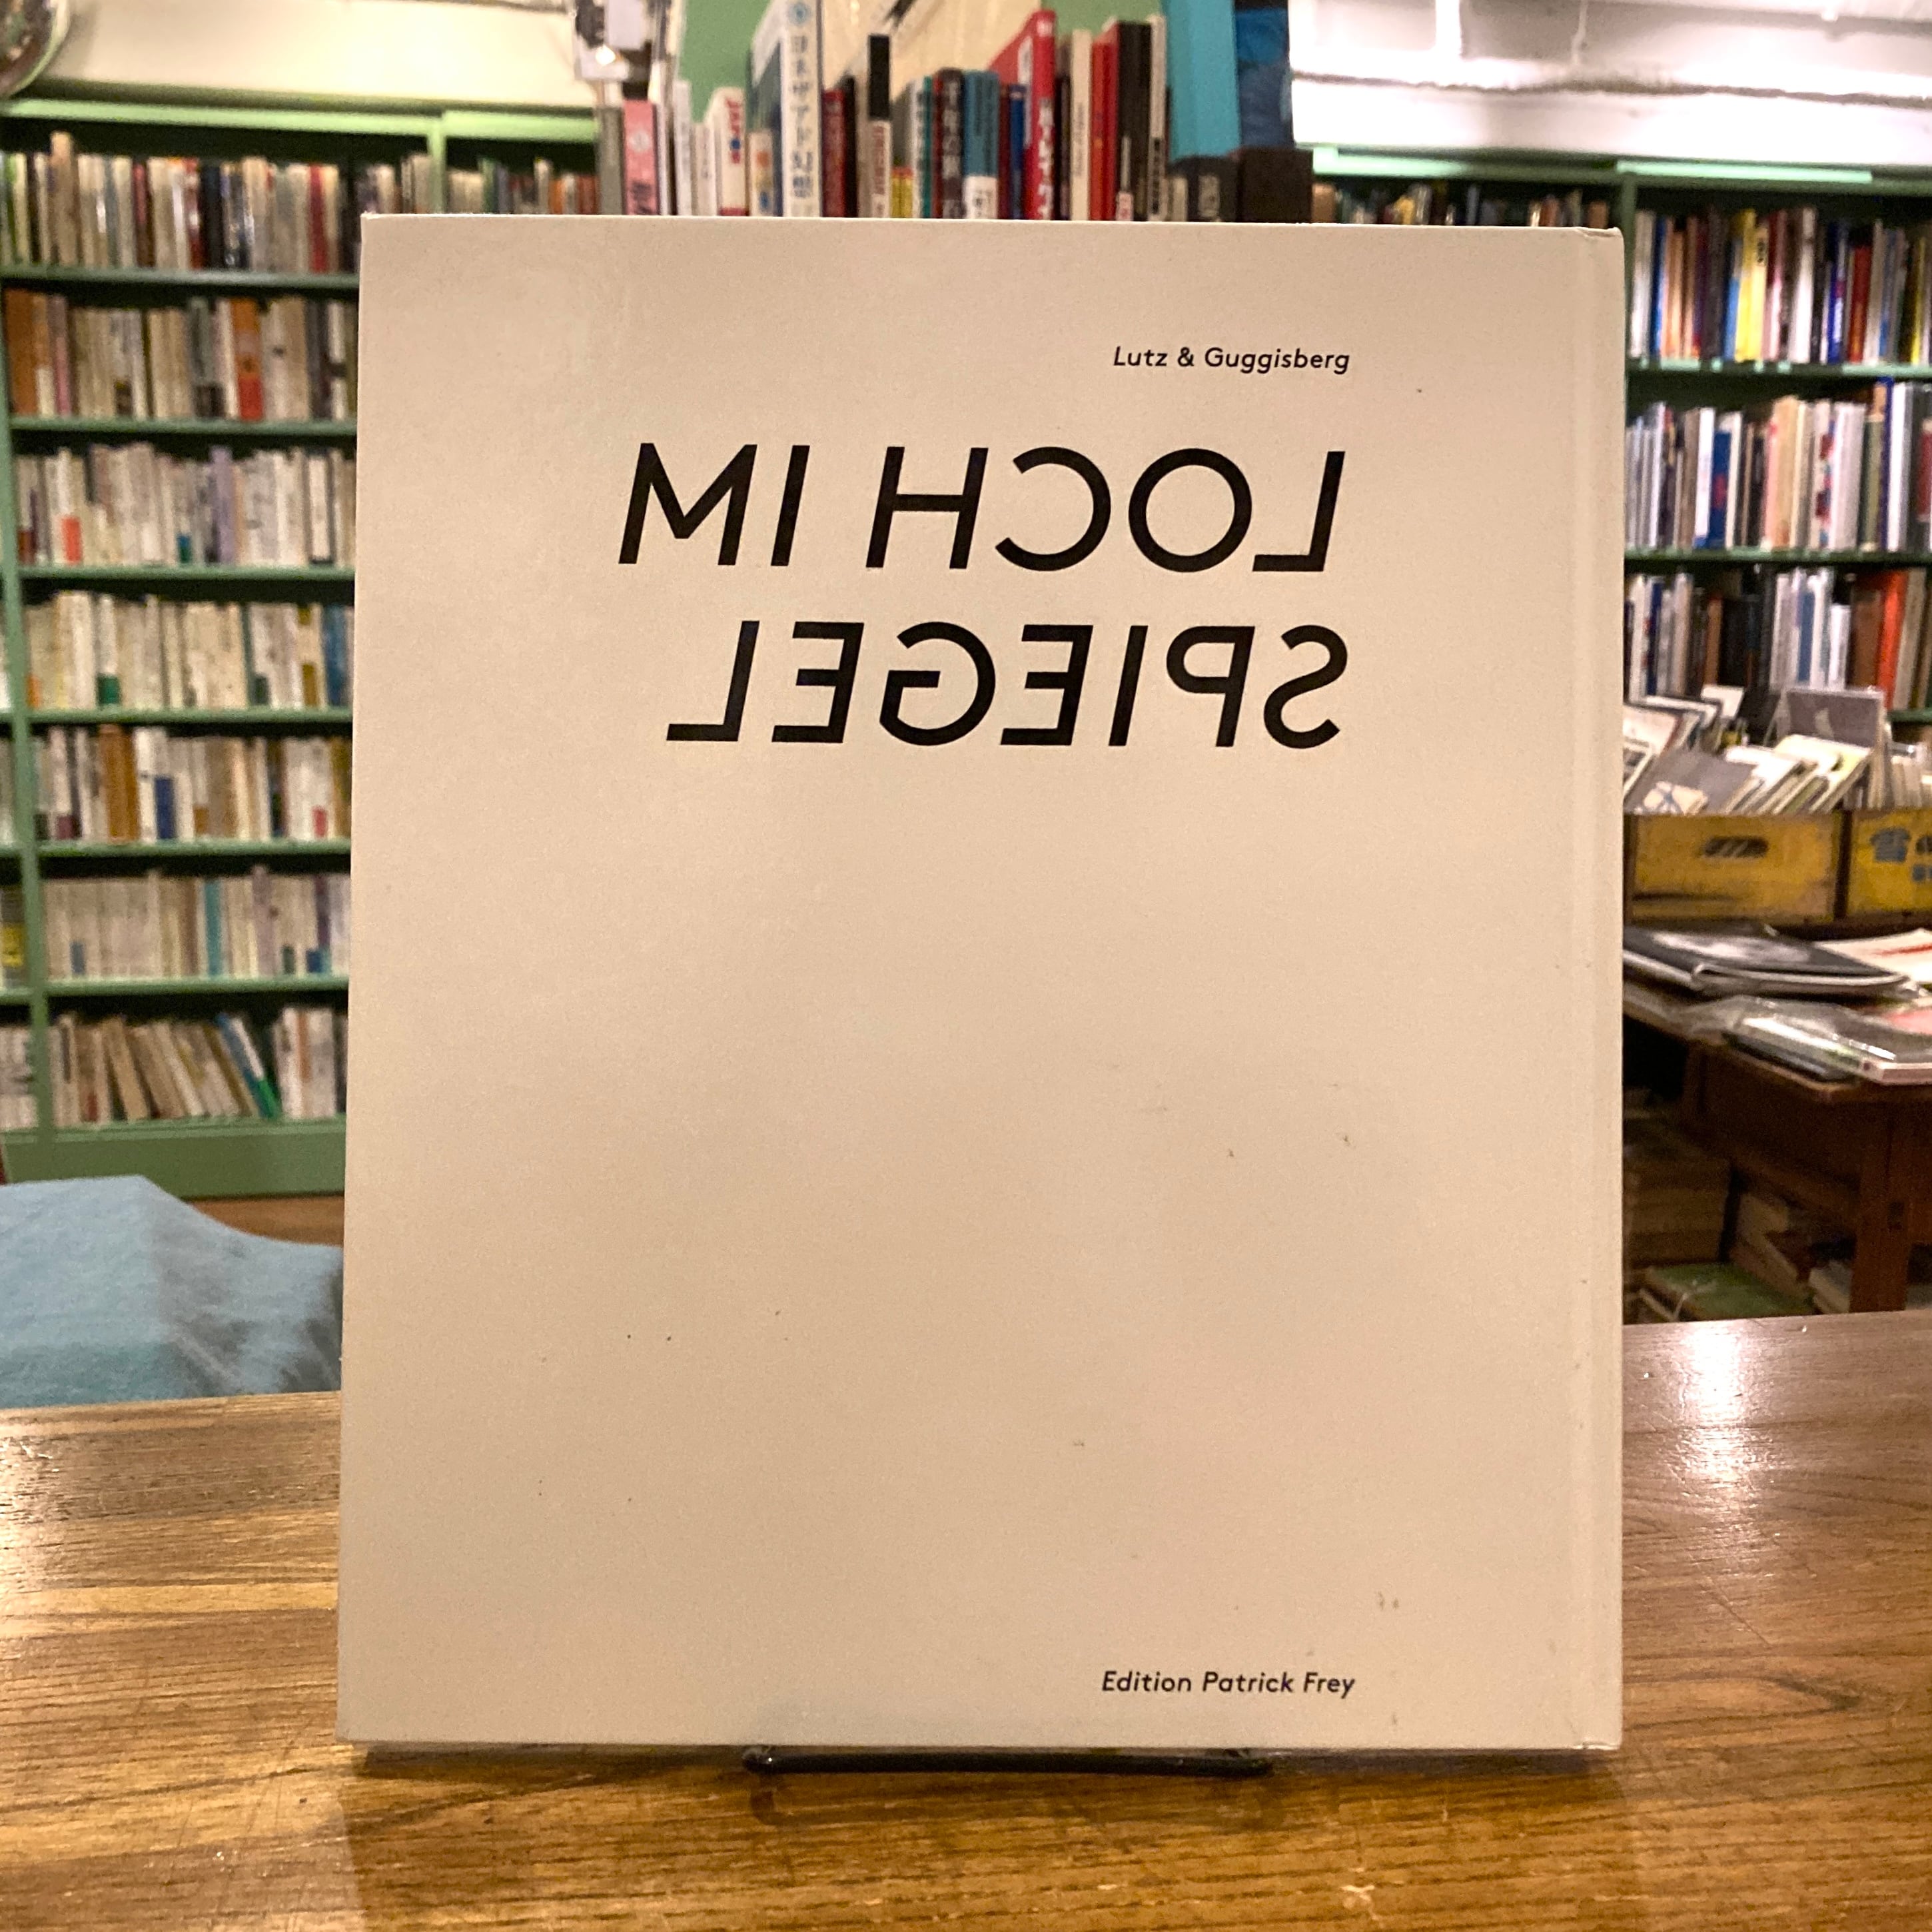 Lutz & Guggisberg
LOCH IM
SPIEGEL
Edition Patrick Frey